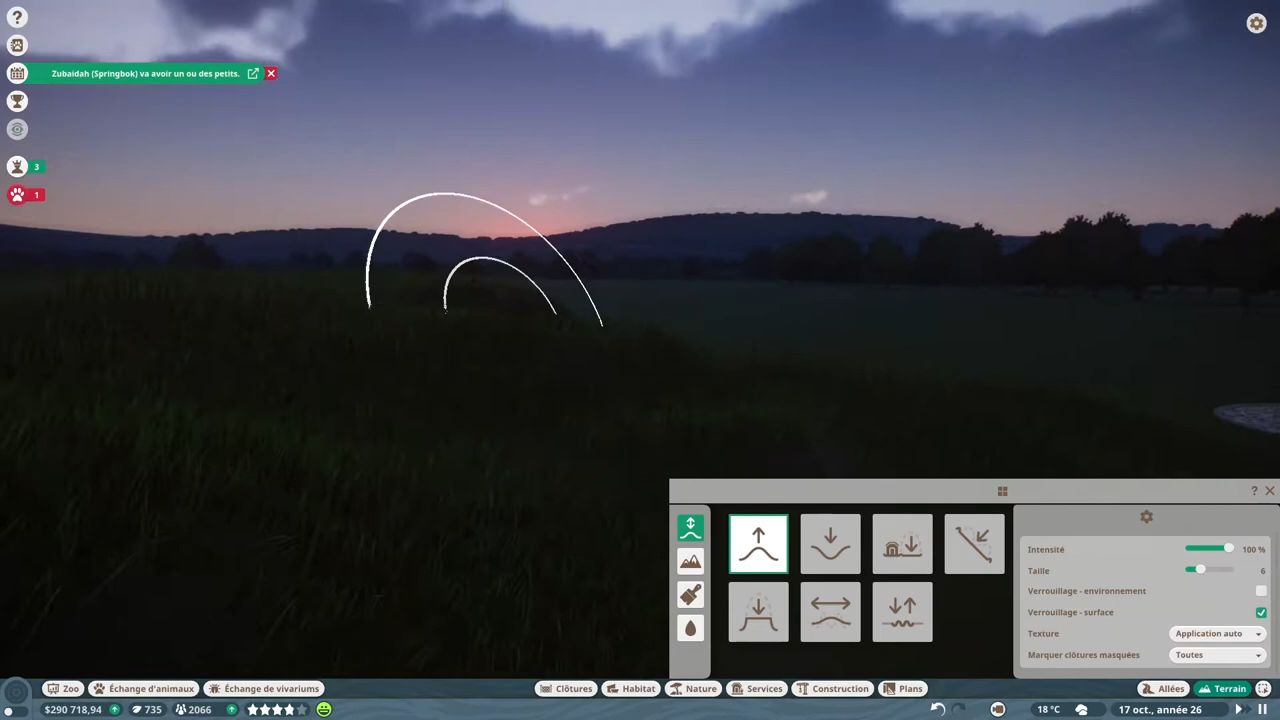 ?
Zubaidah (Springbok) va avoir un ou des petits.
3
1
?
Intensité 100 %
Taille 6
Verrouillage - environnement
Verrouillage - surface
Texture Application auto
Marquer clôtures masquées Toutes
Zoo Échange d'animaux Échange de vivariums Clôtures Habitat Nature Services Construction Plans Allées Terrain
$290 718,94 735 2066 18 °C 17 oct., année 26